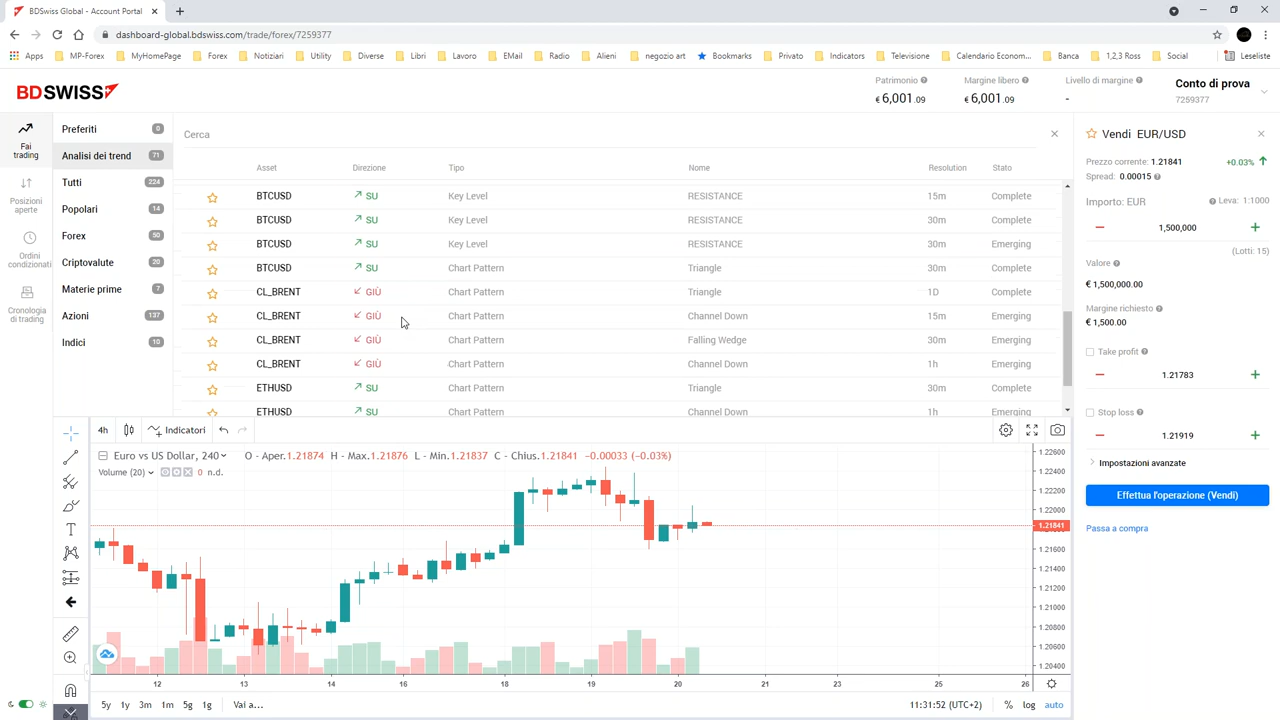 BDSwiss Global - Account Portal
dashboard-global.bdswiss.com/trade/forex/7259377
Apps MP-Forex MyHomePage Forex Notiziari Utility Diverse Libri Lavoro EMail Radio Alieni negozio art Bookmarks Privato Indicators Televisione Calendario Econom... Banca 1,2,3 Ross Social Leseliste
BDSWISS
Patrimonio
€ 6,001.09
Margine libero
€ 6,001.09
Livello di margine
-
Conto di prova
7259377
Fai
trading
Posizioni
aperte
Ordini
condizionati
Cronologia
di trading
Preferiti 0
Analisi dei trend 71
Tutti 224
Popolari 14
Forex 50
Criptovalute 20
Materie prime 7
Azioni 137
Indici 10
Cerca
Asset Direzione Tipo Nome Resolution Stato
BTCUSD SU Key Level RESISTANCE 15m Complete
BTCUSD SU Key Level RESISTANCE 30m Complete
BTCUSD SU Key Level RESISTANCE 30m Emerging
BTCUSD SU Chart Pattern Triangle 30m Complete
CL_BRENT GIÙ Chart Pattern Triangle 1D Complete
CL_BRENT GIÙ Chart Pattern Channel Down 15m Emerging
CL_BRENT GIÙ Chart Pattern Falling Wedge 30m Emerging
CL_BRENT GIÙ Chart Pattern Channel Down 1h Emerging
ETHUSD SU Chart Pattern Triangle 30m Complete
ETHUSD SU Chart Pattern Channel Down 1h Emerging
Vendi EUR/USD
Prezzo corrente: 1.21841 +0.03%
Spread: 0.00015
Importo: EUR Leva: 1:1000
1,500,000
(Lotti: 15)
Valore
€ 1,500,000.00
Margine richiesto
€ 1,500.00
Take profit
1.21783
Stop loss
1.21919
Impostazioni avanzate
Effettua l'operazione (Vendi)
Passa a compra
4h Indicatori
Euro vs US Dollar, 240 O - Aper.1.21874 H - Max.1.21876 L - Min.1.21837 C - Chius.1.21841 -0.00033 (-0.03%)
Volume (20) 0 n.d.
1.22600
1.22400
1.22200
1.22000
1.21841
1.21600
1.21400
1.21200
1.21000
1.20800
1.20600
1.20400
12 13 14 16 18 19 20 21 23 25 26
5y 1y 3m 1m 5g 1g Vai a... 11:31:52 (UTC+2) % log auto